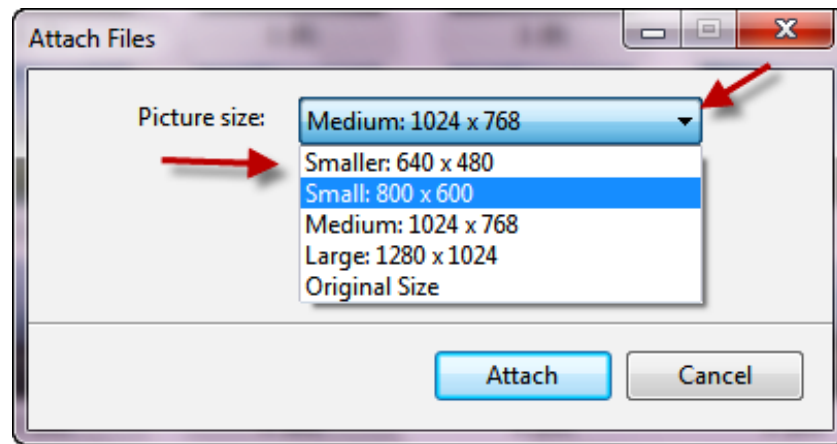 Attach Files
Picture size:
Medium: 1024 x 768
Smaller: 640 x 480
Small: 800 x 600
Medium: 1024 x 768
Large: 1280 x 1024
Original Size
Attach
Cancel